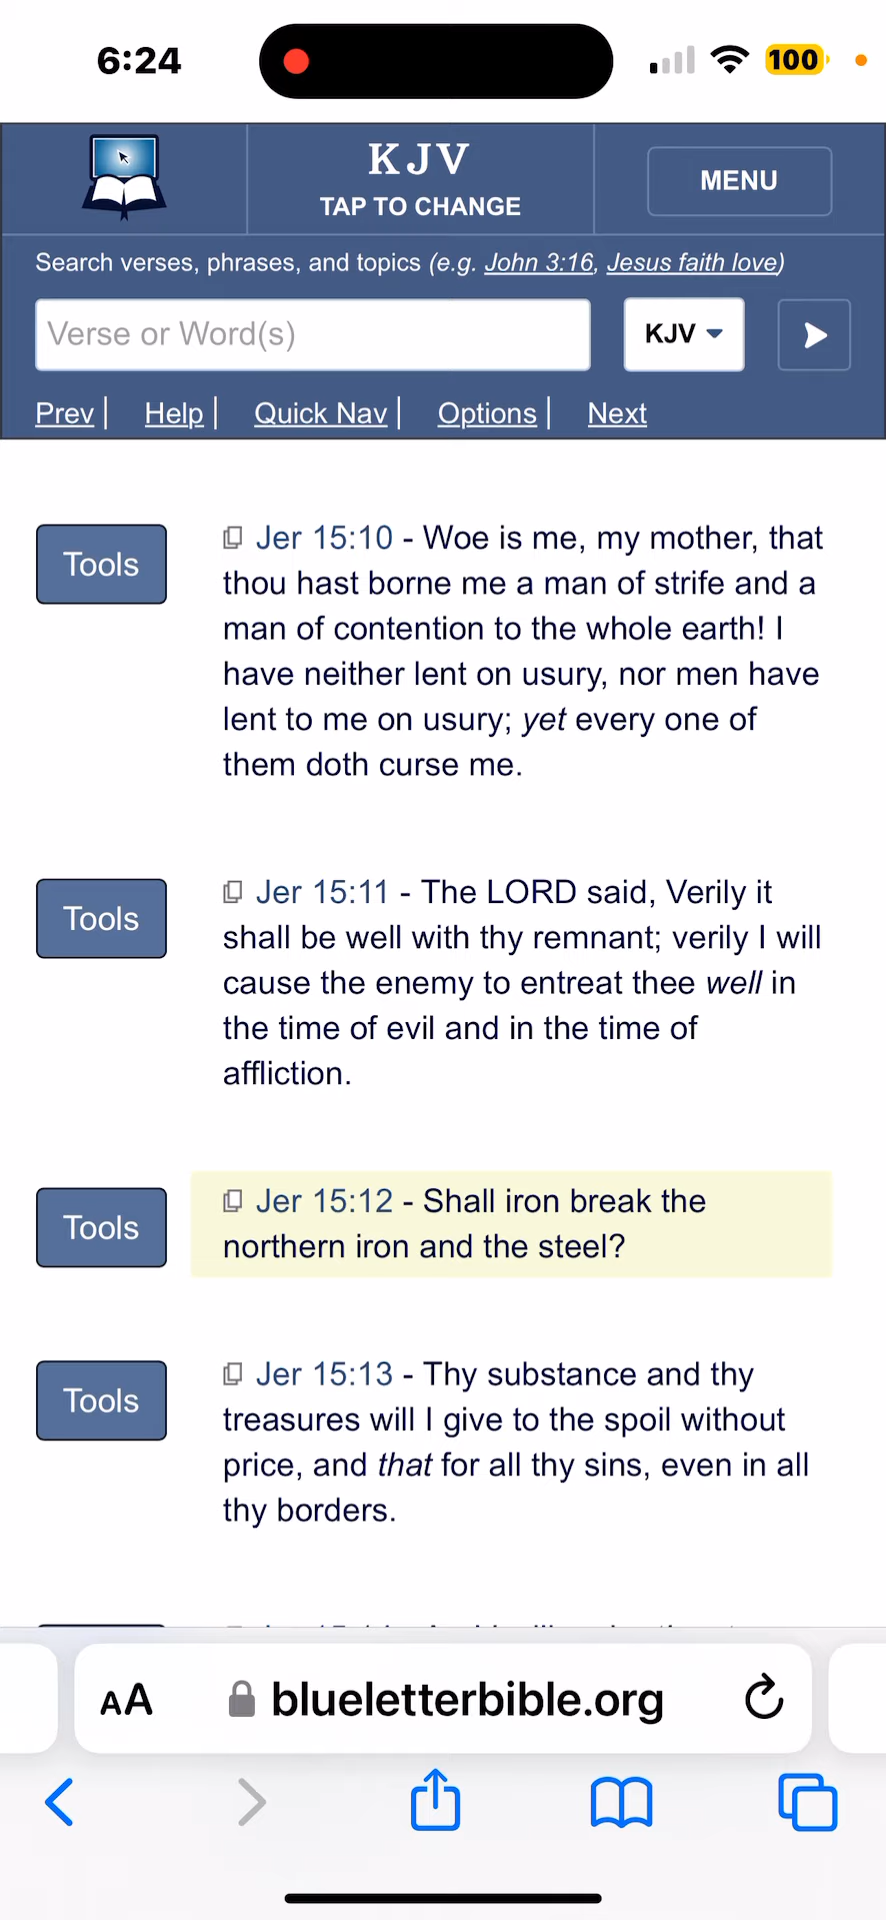 6:24
100
KJV
TAP TO CHANGE
MENU
Search verses, phrases, and topics (e.g. John 3:16, Jesus faith love)
Verse or Word(s)
KJV
Prev | Help | Quick Nav | Options | Next
Tools
Jer 15:10 - Woe is me, my mother, that
thou hast borne me a man of strife and a
man of contention to the whole earth! I
have neither lent on usury, nor men have
lent to me on usury; yet every one of
them doth curse me.
Tools
Jer 15:11 - The LORD said, Verily it
shall be well with thy remnant; verily I will
cause the enemy to entreat thee well in
the time of evil and in the time of
affliction.
Tools
Jer 15:12 - Shall iron break the
northern iron and the steel?
Tools
Jer 15:13 - Thy substance and thy
treasures will I give to the spoil without
price, and that for all thy sins, even in all
thy borders.
AA
blueletterbible.org